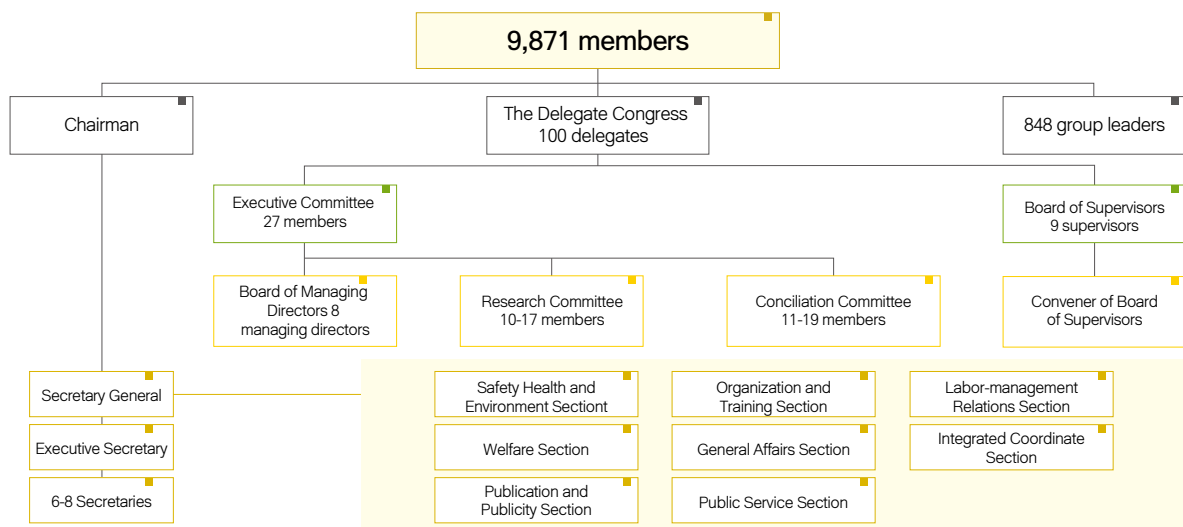 9,871 members
Chairman
The Delegate Congress
100 delegates
848 group leaders
Executive Committee
27 members
Board of Supervisors
9 supervisors
Board of Managing
Directors 8
managing directors
Research Committee
10-17 members
Conciliation Committee
11-19 members
Convener of Board
of Supervisors
Secretary General
Executive Secretary
6-8 Secretaries
Safety Health and
Environment Sectiont
Organization and
Training Section
Labor-management
Relations Section
Welfare Section
General Affairs Section
Integrated Coordinate
Section
Publication and
Publicity Section
Public Service Section